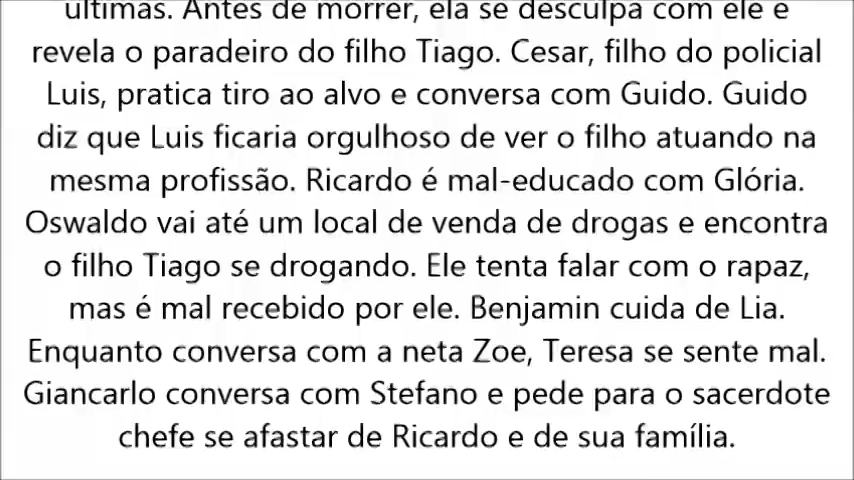 últimas. Antes de morrer, ela se desculpa com ele e
revela o paradeiro do filho Tiago. Cesar, filho do policial
Luis, pratica tiro ao alvo e conversa com Guido. Guido
diz que Luis ficaria orgulhoso de ver o filho atuando na
mesma profissão. Ricardo é mal-educado com Glória.
Oswaldo vai até um local de venda de drogas e encontra
o filho Tiago se drogando. Ele tenta falar com o rapaz,
mas é mal recebido por ele. Benjamin cuida de Lia.
Enquanto conversa com a neta Zoe, Teresa se sente mal.
Giancarlo conversa com Stefano e pede para o sacerdote
chefe se afastar de Ricardo e de sua família.